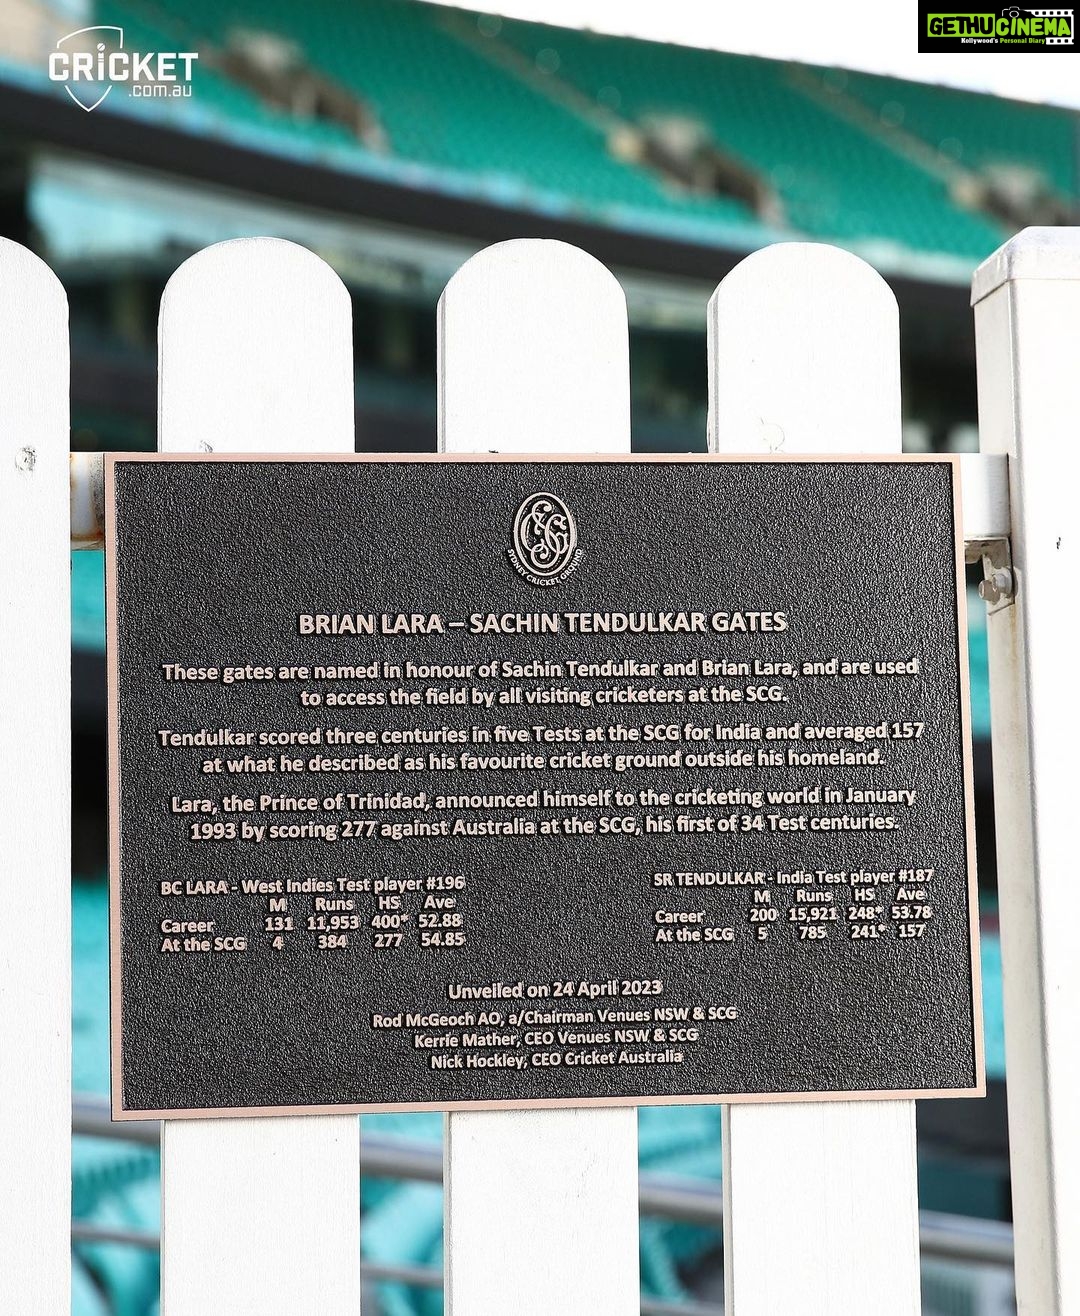 CRICKET
.com.au
GETHUCINEMA
Kollywood's Personal Diary
SYDNEY CRICKET GROUND
BRIAN LARA – SACHIN TENDULKAR GATES
These gates are named in honour of Sachin Tendulkar and Brian Lara, and are used
to access the field by all visiting cricketers at the SCG.
Tendulkar scored three centuries in five Tests at the SCG for India and averaged 157
at what he described as his favourite cricket ground outside his homeland.
Lara, the Prince of Trinidad, announced himself to the cricketing world in January
1993 by scoring 277 against Australia at the SCG, his first of 34 Test centuries.
BC LARA - West Indies Test player #196
M Runs HS Ave
Career 131 11,953 400* 52.88
At the SCG 4 384 277 54.85
SR TENDULKAR - India Test player #187
M Runs HS Ave
Career 200 15,921 248* 53.78
At the SCG 5 785 241* 157
Unveiled on 24 April 2023
Rod McGeoch AO, a/Chairman Venues NSW & SCG
Kerrie Mather, CEO Venues NSW & SCG
Nick Hockley, CEO Cricket Australia